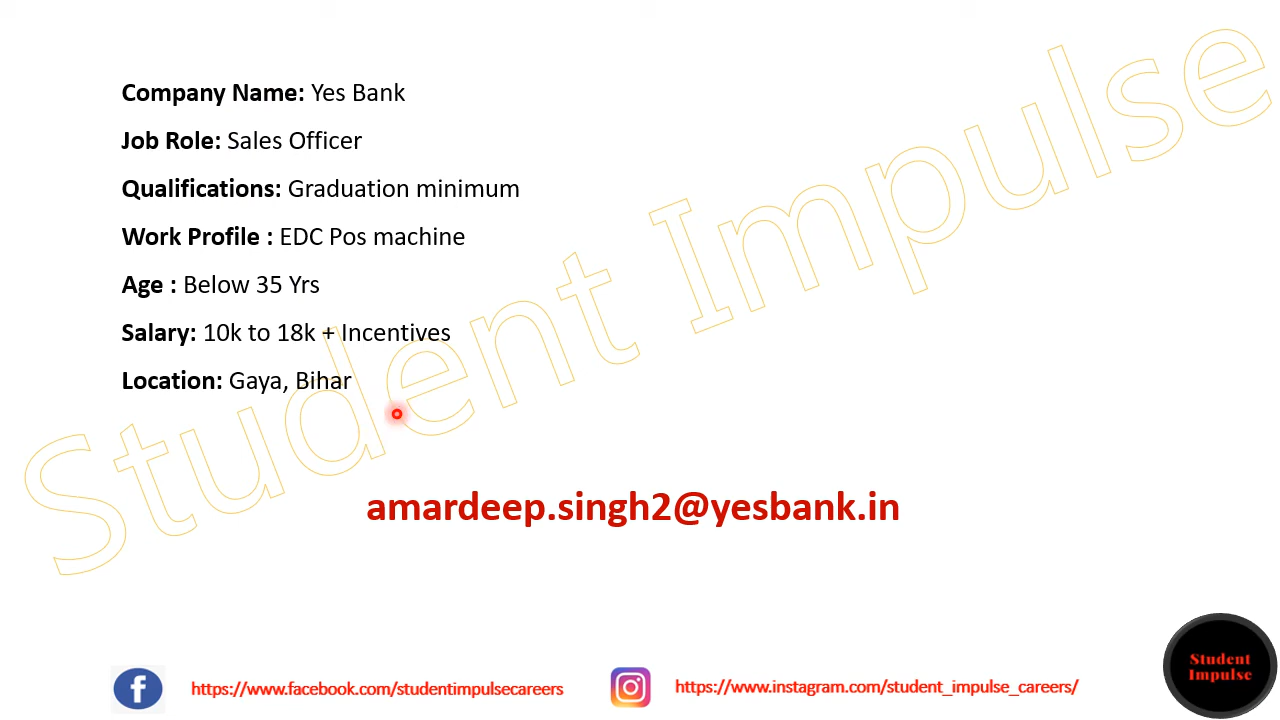 Company Name: Yes Bank
Job Role: Sales Officer
Qualifications: Graduation minimum
Work Profile : EDC Pos machine
Age : Below 35 Yrs
Salary: 10k to 18k + Incentives
Location: Gaya, Bihar
Student Impulse
amardeep.singh2@yesbank.in
https://www.facebook.com/studentimpulsecareers
https://www.instagram.com/student_impulse_careers/
Student
Impulse